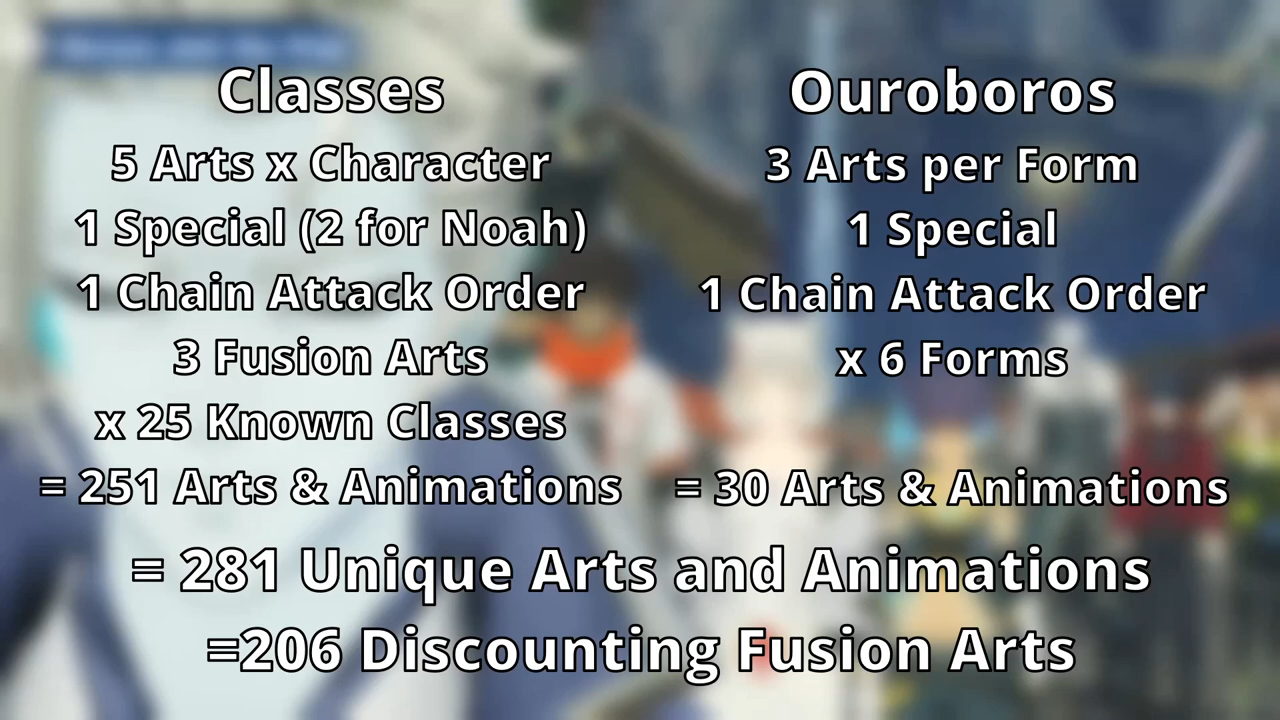 Classes
5 Arts x Character
1 Special (2 for Noah)
1 Chain Attack Order
3 Fusion Arts
x 25 Known Classes
= 251 Arts & Animations
Ouroboros
3 Arts per Form
1 Special
1 Chain Attack Order
x 6 Forms
= 30 Arts & Animations
= 281 Unique Arts and Animations
=206 Discounting Fusion Arts